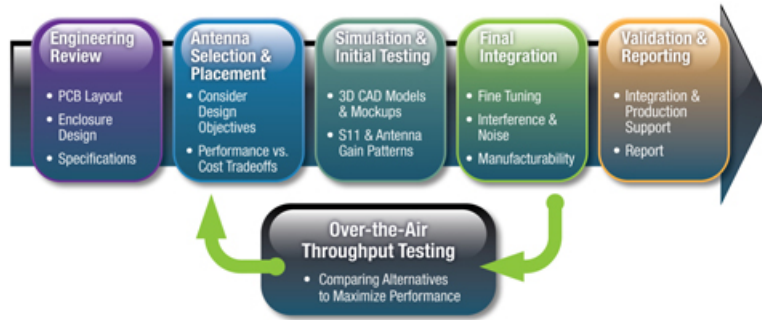 Engineering
Review
• PCB Layout
• Enclosure
Design
• Specifications
Antenna
Selection &
Placement
• Consider
Design
Objectives
• Performance vs.
Cost Tradeoffs
Simulation &
Initial Testing
• 3D CAD Models
& Mockups
• S11 & Antenna
Gain Patterns
Final
Integration
• Fine Tuning
• Interference &
Noise
• Manufacturability
Validation &
Reporting
• Integration &
Production
Support
• Report
Over-the-Air
Throughput Testing
• Comparing Alternatives
to Maximize Performance